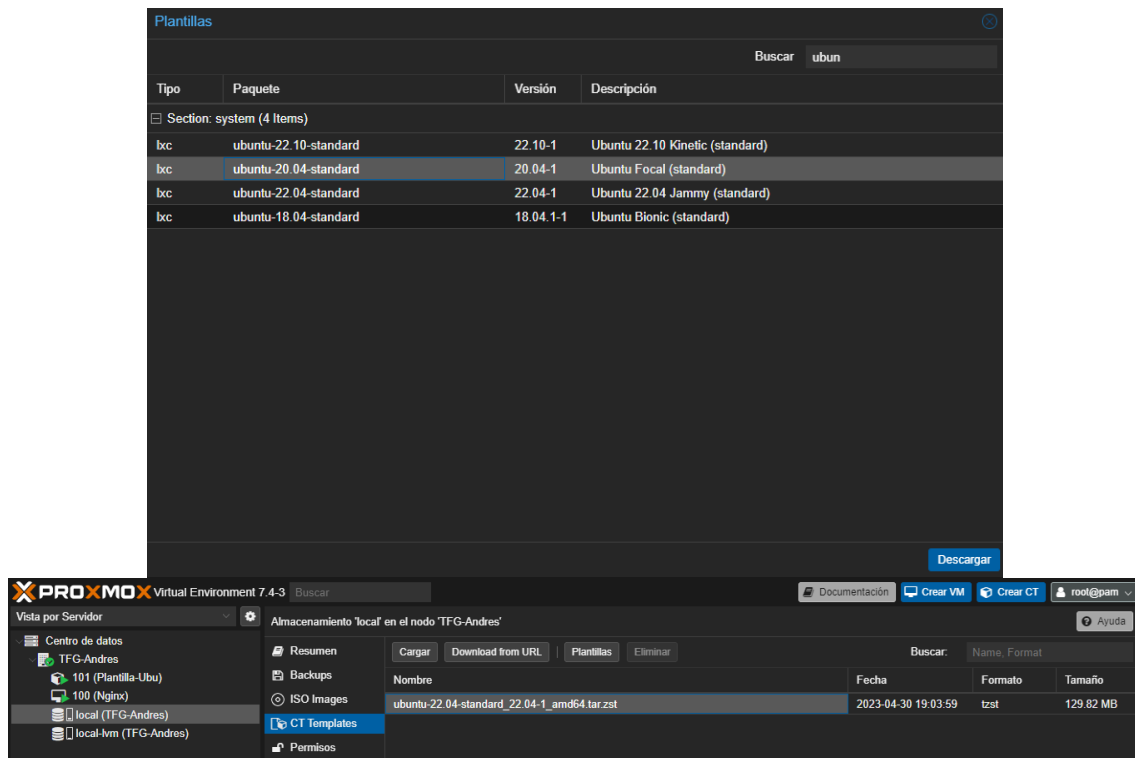 Plantillas
Buscar ubun
Tipo Paquete Versión Descripción
Section: system (4 Items)
lxc ubuntu-22.10-standard 22.10-1 Ubuntu 22.10 Kinetic (standard)
lxc ubuntu-20.04-standard 20.04-1 Ubuntu Focal (standard)
lxc ubuntu-22.04-standard 22.04-1 Ubuntu 22.04 Jammy (standard)
lxc ubuntu-18.04-standard 18.04.1-1 Ubuntu Bionic (standard)
Descargar
PROXMOX Virtual Environment 7.4-3 Buscar Documentación Crear VM Crear CT root@pam
Vista por Servidor
Centro de datos
TFG-Andres
101 (Plantilla-Ubu)
100 (Nginx)
local (TFG-Andres)
local-lvm (TFG-Andres)
Almacenamiento 'local' en el nodo 'TFG-Andres' Ayuda
Resumen
Backups
ISO Images
CT Templates
Permisos
Cargar Download from URL Plantillas Eliminar Buscar: Name, Format
Nombre Fecha Formato Tamaño
ubuntu-22.04-standard_22.04-1_amd64.tar.zst 2023-04-30 19:03:59 tzst 129.82 MB